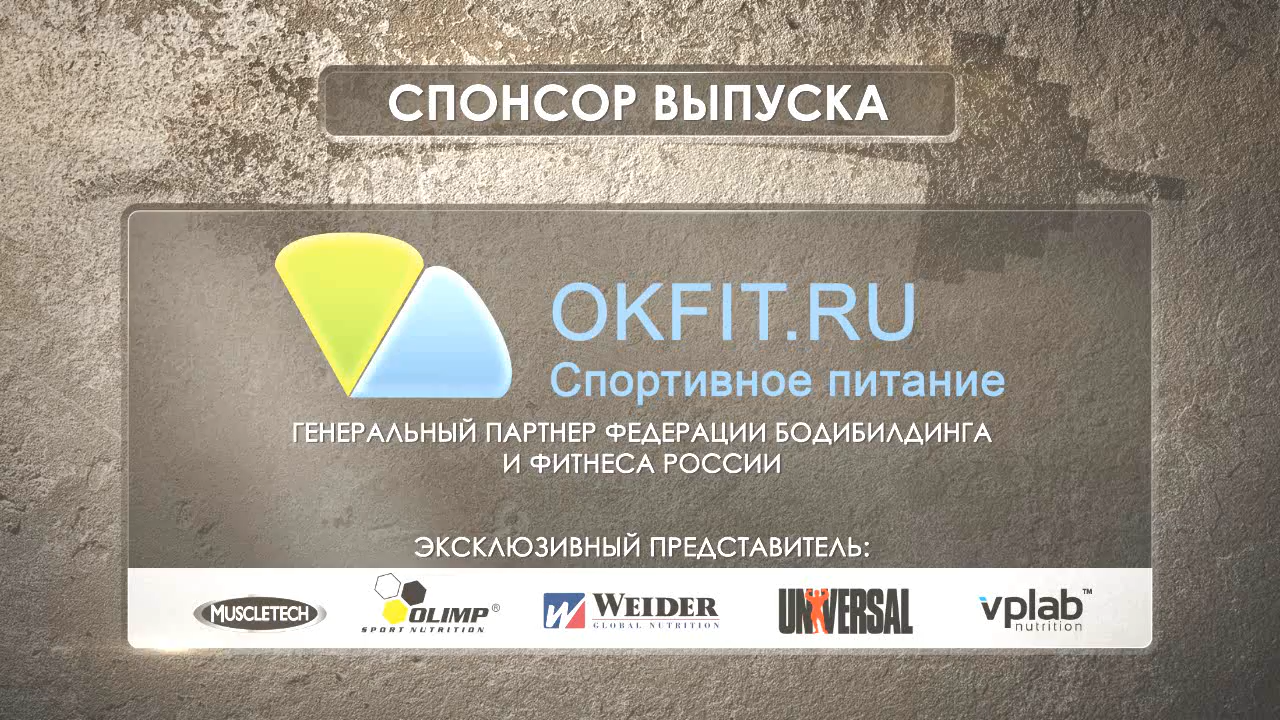 СПОНСОР ВЫПУСКА
OKFIT.RU
Спортивное питание
ГЕНЕРАЛЬНЫЙ ПАРТНЕР ФЕДЕРАЦИИ БОДИБИЛДИНГА
И ФИТНЕСА РОССИИ
ЭКСКЛЮЗИВНЫЙ ПРЕДСТАВИТЕЛЬ:
MUSCLETECH
OLIMP®
SPORT NUTRITION
WEIDER
GLOBAL NUTRITION
UNIVERSAL
vplab™
nutrition